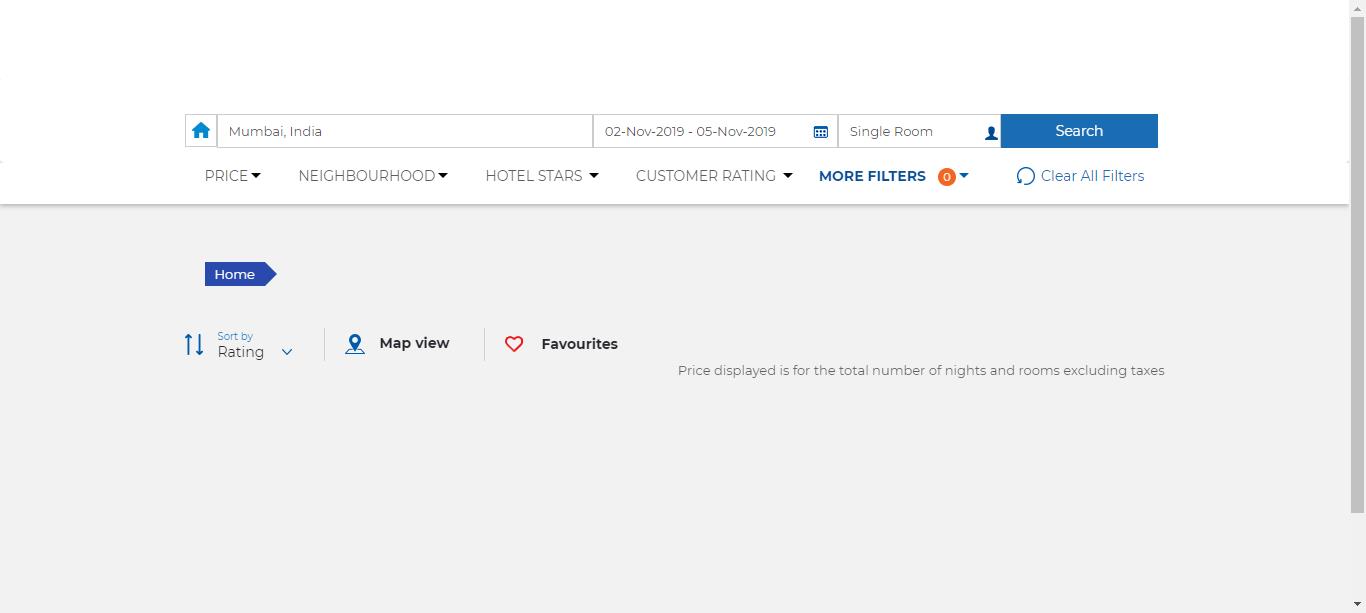 Mumbai, India
02-Nov-2019 - 05-Nov-2019
Single Room
Search
PRICE
NEIGHBOURHOOD
HOTEL STARS
CUSTOMER RATING
MORE FILTERS
0
Clear All Filters
Home
Sort by
Rating
Map view
Favourites
Price displayed is for the total number of nights and rooms excluding taxes